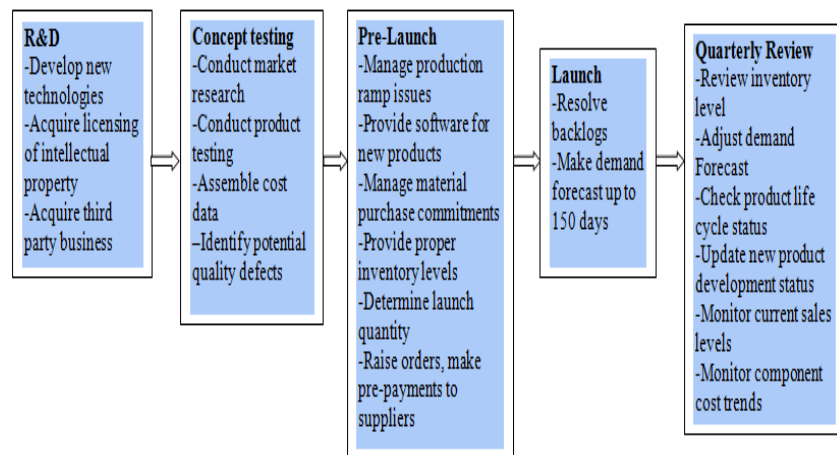 R&D
-Develop new
technologies
-Acquire licensing
of intellectual
property
-Acquire third
party business
Concept testing
-Conduct market
research
-Conduct product
testing
-Assemble cost
data
–Identify potential
quality defects
Pre-Launch
-Manage production
ramp issues
-Provide software for
new products
-Manage material
purchase commitments
-Provide proper
inventory levels
-Determine launch
quantity
-Raise orders, make
pre-payments to
suppliers
Launch
-Resolve
backlogs
-Make demand
forecast up to
150 days
Quarterly Review
-Review inventory
level
-Adjust demand
Forecast
-Check product life
cycle status
-Update new product
development status
-Monitor current sales
levels
-Monitor component
cost trends